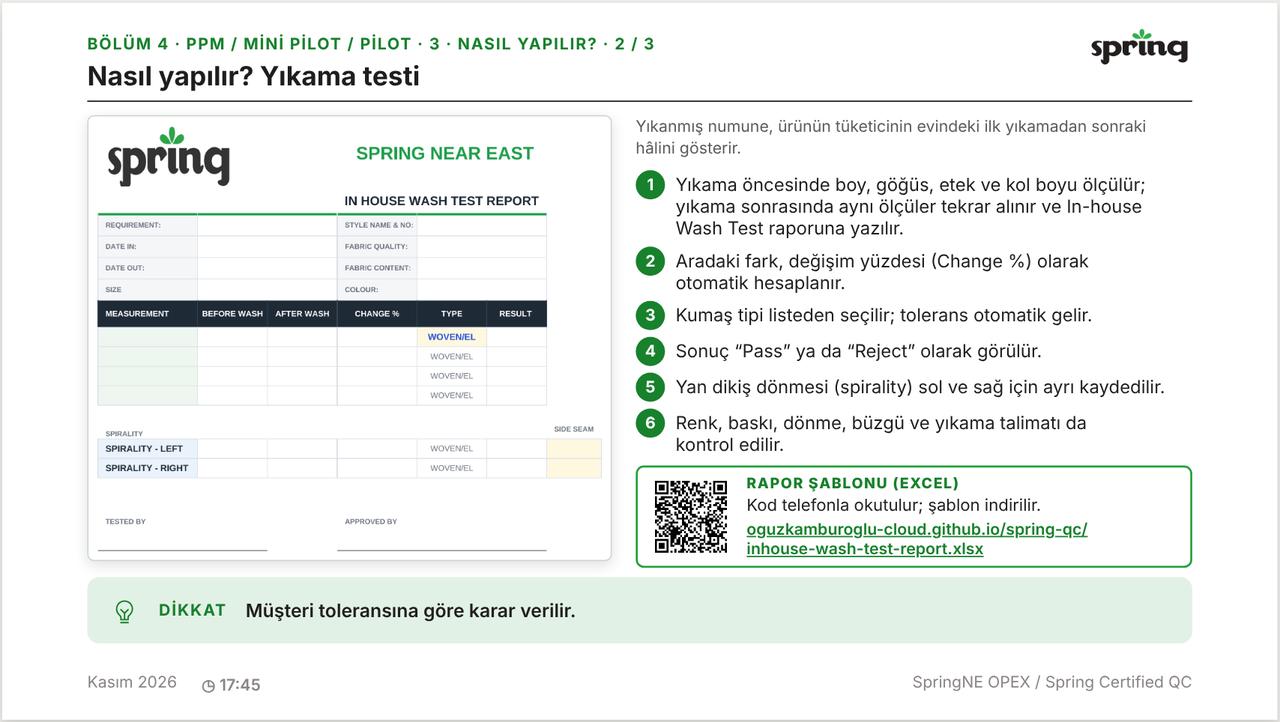 BÖLÜM 4 · PPM / MİNİ PİLOT / PİLOT · 3 · NASIL YAPILIR? · 2 / 3
Nasıl yapılır? Yıkama testi
spring
spring
SPRING NEAR EAST
IN HOUSE WASH TEST REPORT
REQUIREMENT: STYLE NAME & NO:
DATE IN: FABRIC QUALITY:
DATE OUT: FABRIC CONTENT:
SIZE COLOUR:
MEASUREMENT BEFORE WASH AFTER WASH CHANGE % TYPE RESULT
WOVEN/EL
WOVEN/EL
WOVEN/EL
WOVEN/EL
SPIRALITY SIDE SEAM
SPIRALITY - LEFT WOVEN/EL
SPIRALITY - RIGHT WOVEN/EL
TESTED BY APPROVED BY
Yıkanmış numune, ürünün tüketicinin evindeki ilk yıkamadan sonraki
hâlini gösterir.
1 Yıkama öncesinde boy, göğüs, etek ve kol boyu ölçülür;
yıkama sonrasında aynı ölçüler tekrar alınır ve In-house
Wash Test raporuna yazılır.
2 Aradaki fark, değişim yüzdesi (Change %) olarak
otomatik hesaplanır.
3 Kumaş tipi listeden seçilir; tolerans otomatik gelir.
4 Sonuç “Pass” ya da “Reject” olarak görülür.
5 Yan dikiş dönmesi (spirality) sol ve sağ için ayrı kaydedilir.
6 Renk, baskı, dönme, büzgü ve yıkama talimatı da
kontrol edilir.
RAPOR ŞABLONU (EXCEL)
Kod telefonla okutulur; şablon indirilir.
oguzkamburoglu-cloud.github.io/spring-qc/
inhouse-wash-test-report.xlsx
DİKKAT Müşteri toleransına göre karar verilir.
Kasım 2026 17:45 SpringNE OPEX / Spring Certified QC